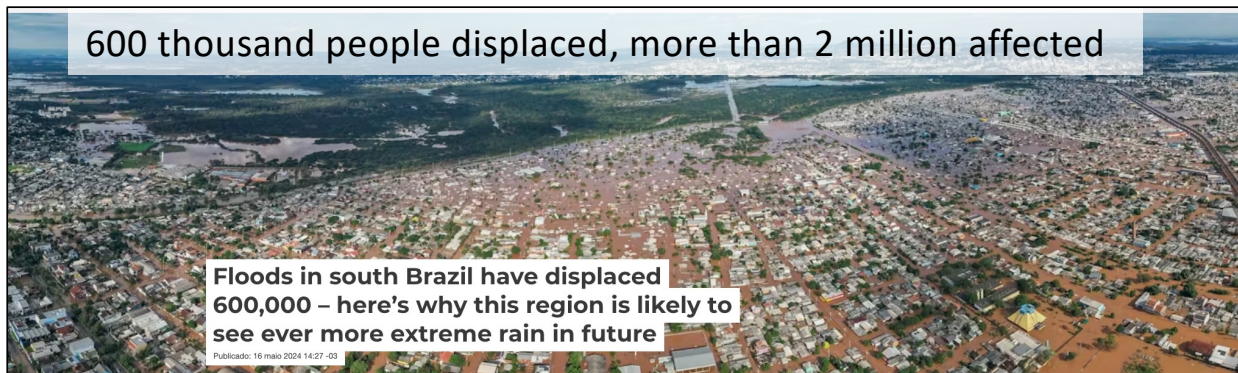 600 thousand people displaced, more than 2 million affected
Floods in south Brazil have displaced
600,000 – here’s why this region is likely to
see ever more extreme rain in future
Publicado: 16 maio 2024 14:27 -03